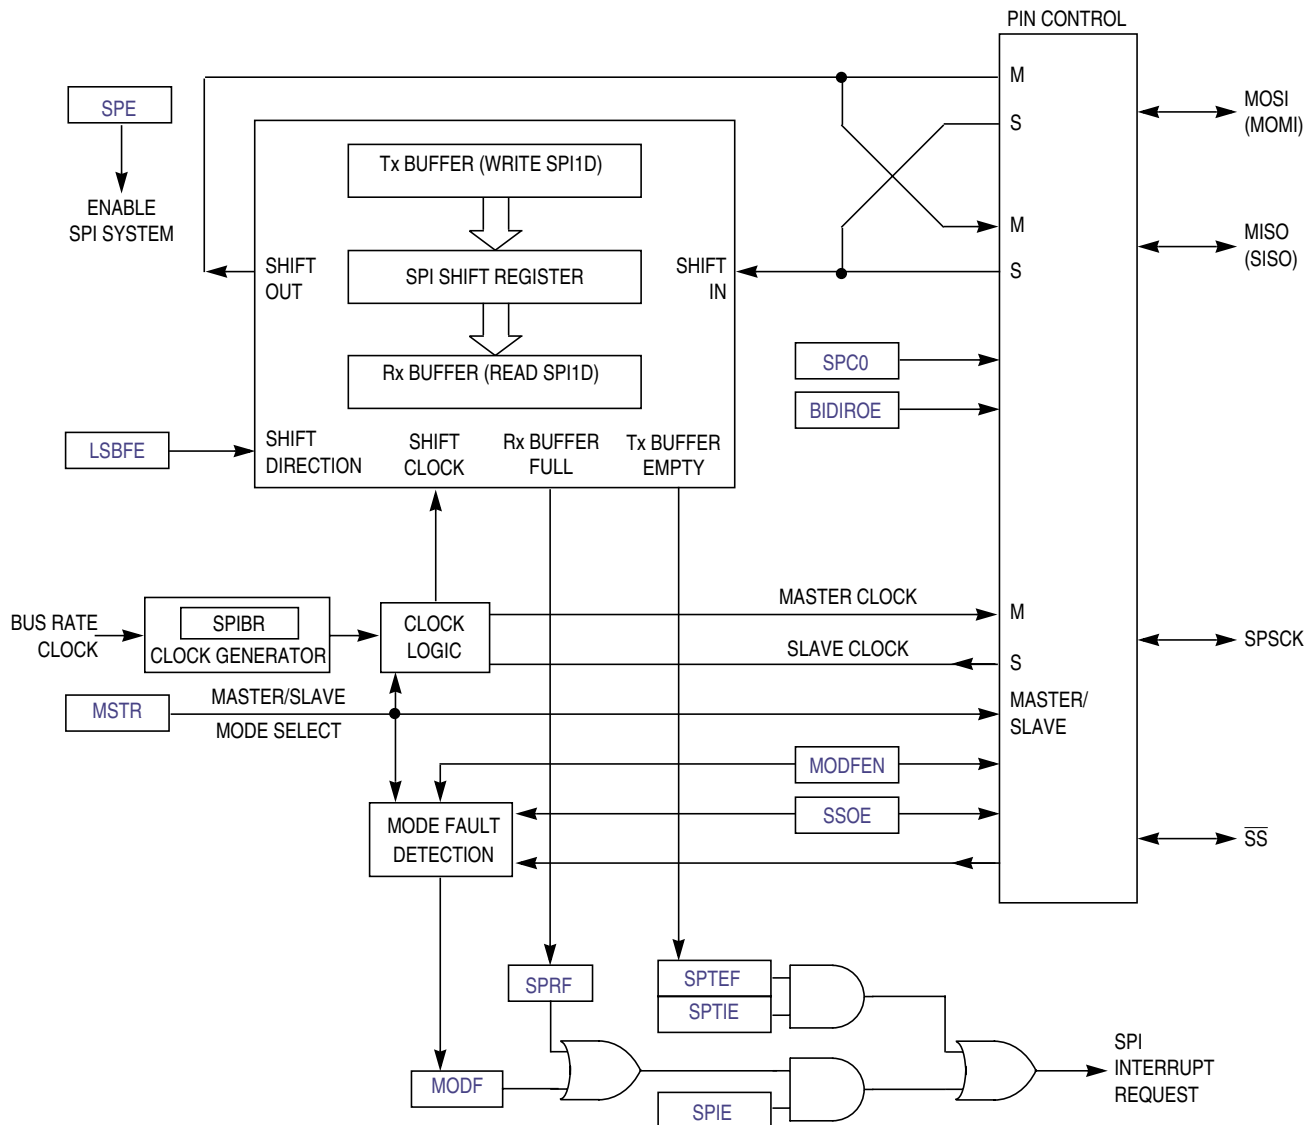 PIN CONTROL
M
SPE
MOSI
(MOMI)
S
Tx BUFFER (WRITE SPI1D)
ENABLE
SPI SYSTEM
M
MISO
(SISO)
SHIFT
OUT
SPI SHIFT REGISTER
SHIFT
IN
S
SPC0
Rx BUFFER (READ SPI1D)
BIDIROE
LSBFE
SHIFT
DIRECTION
SHIFT
CLOCK
Rx BUFFER
FULL
Tx BUFFER
EMPTY
MASTER CLOCK
M
BUS RATE
CLOCK
SPIBR
CLOCK GENERATOR
CLOCK
LOGIC
SLAVE CLOCK
S
SPSCK
MSTR
MASTER/SLAVE
MODE SELECT
MASTER/
SLAVE
MODFEN
SSOE
MODE FAULT
DETECTION
SS
SPRF
SPTEF
SPTIE
SPI
INTERRUPT
REQUEST
MODF
SPIE